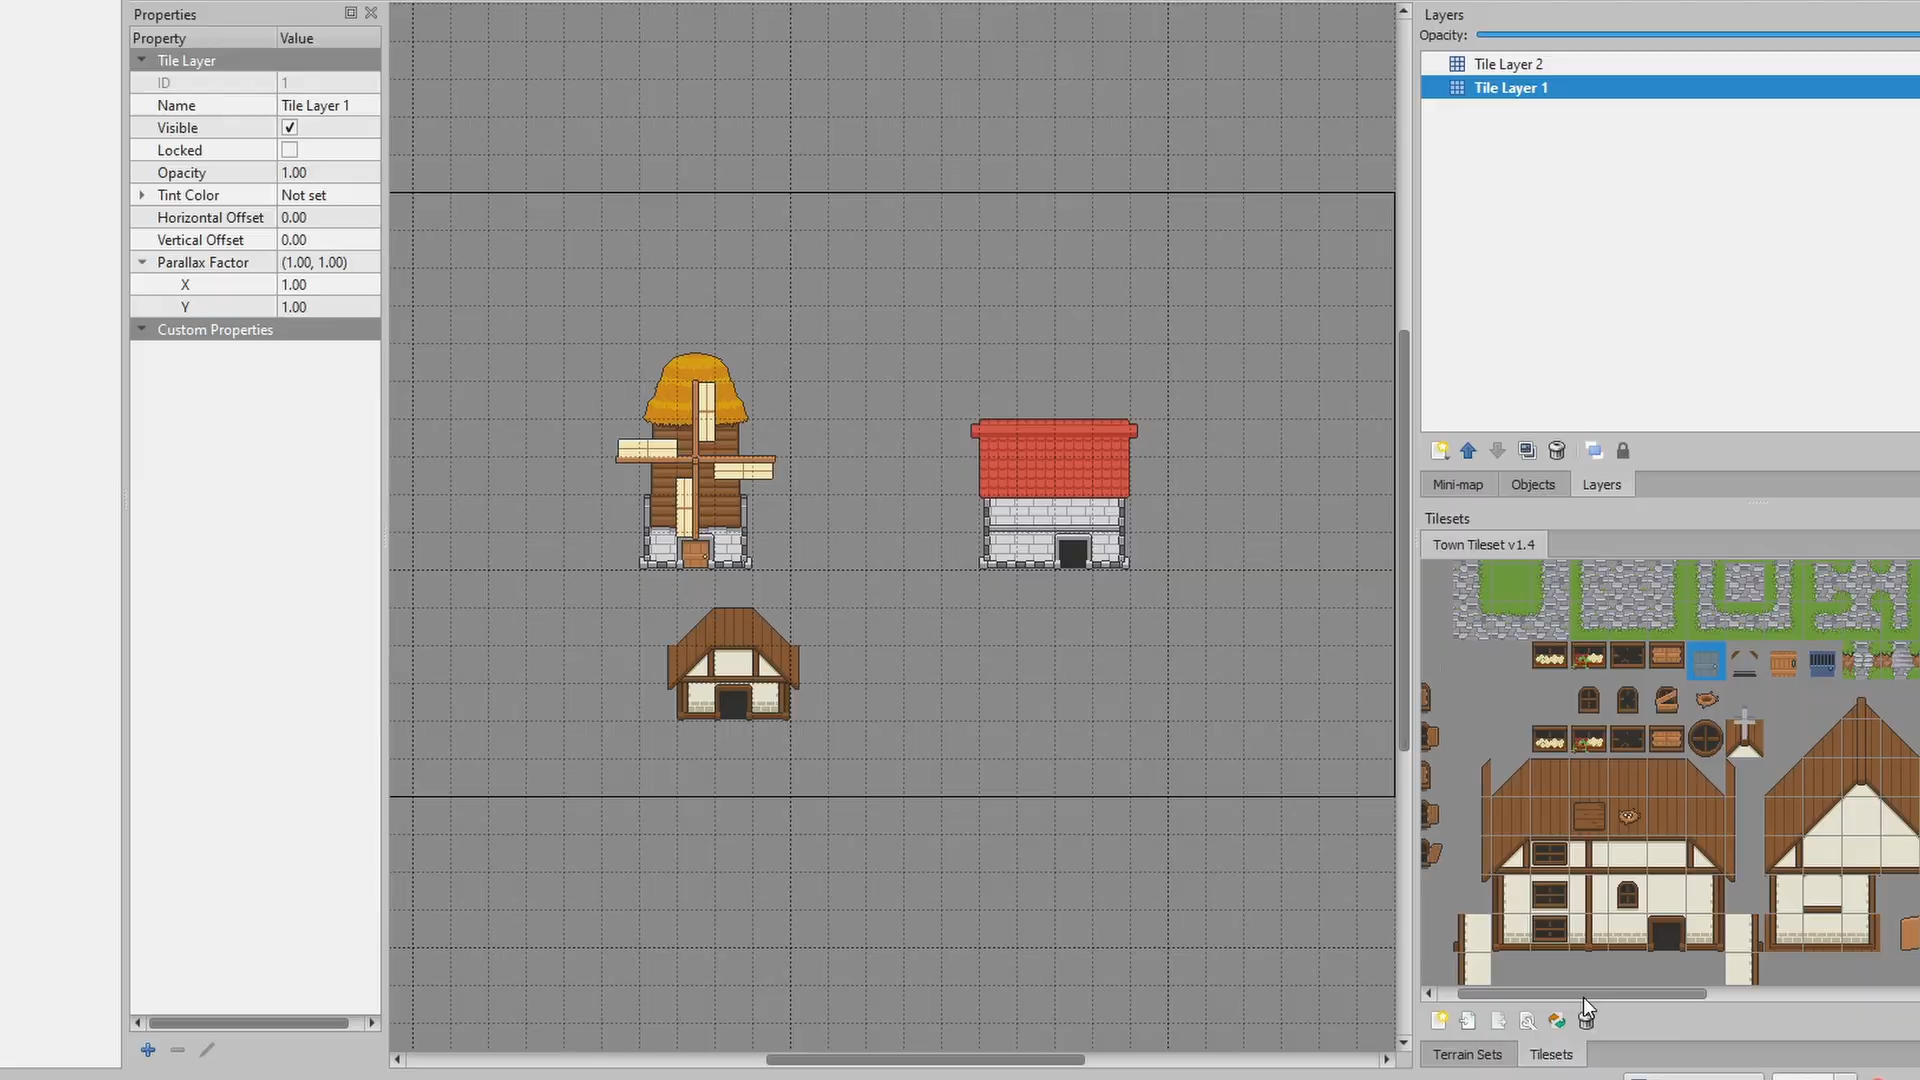 Properties
Property Value
Tile Layer
ID 1
Name Tile Layer 1
Visible
Locked
Opacity 1.00
Tint Color Not set
Horizontal Offset 0.00
Vertical Offset 0.00
Parallax Factor (1.00, 1.00)
X 1.00
Y 1.00
Custom Properties
Layers
Opacity:
Tile Layer 2
Tile Layer 1
Mini-map Objects Layers
Tilesets
Town Tileset v1.4
Terrain Sets Tilesets